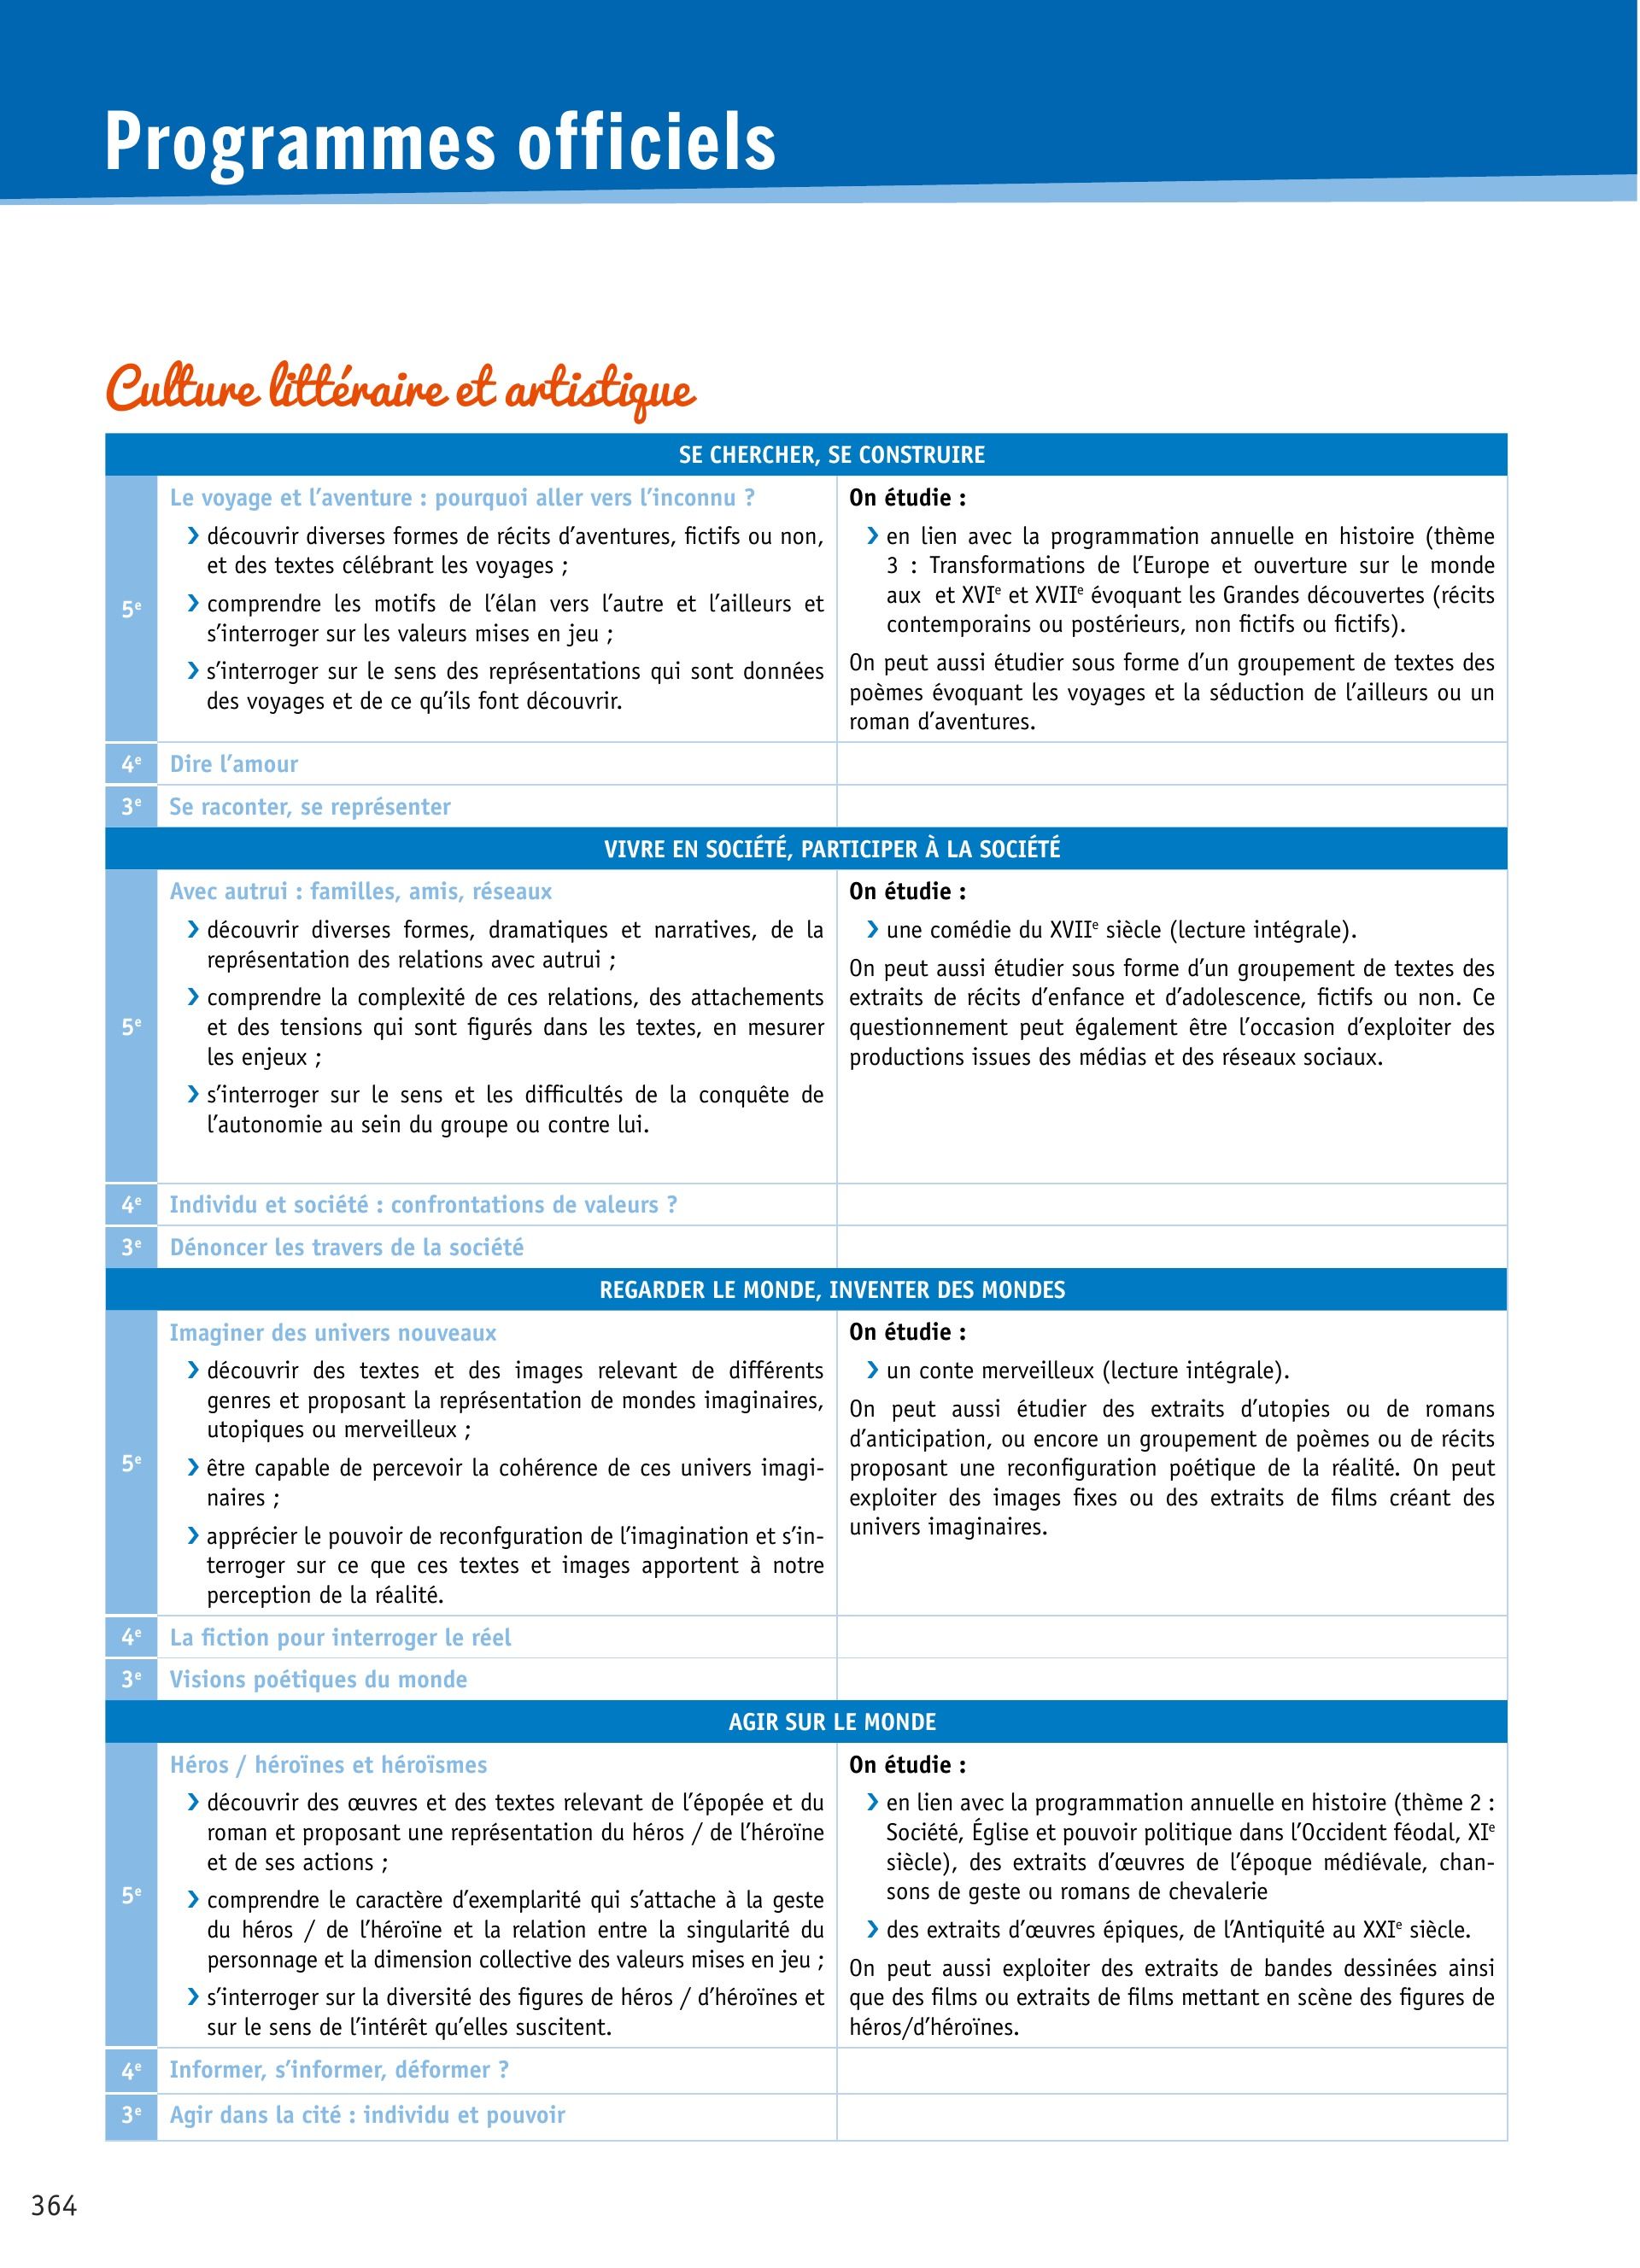 Programmes officiels
Culture littéraire et artistique
SE CHERCHER, SE CONSTRUIRE
5e
Le voyage et l’aventure : pourquoi aller vers l’inconnu ?
❯ découvrir diverses formes de récits d’aventures, fictifs ou non,
et des textes célébrant les voyages ;
❯ comprendre les motifs de l’élan vers l’autre et l’ailleurs et
s’interroger sur les valeurs mises en jeu ;
❯ s’interroger sur le sens des représentations qui sont données
des voyages et de ce qu’ils font découvrir.
On étudie :
❯ en lien avec la programmation annuelle en histoire (thème
3 : Transformations de l’Europe et ouverture sur le monde
aux  et XVIe et XVIIe évoquant les Grandes découvertes (récits
contemporains ou postérieurs, non fictifs ou fictifs).
On peut aussi étudier sous forme d’un groupement de textes des
poèmes évoquant les voyages et la séduction de l’ailleurs ou un
roman d’aventures.
4e Dire l’amour
3e Se raconter, se représenter
VIVRE EN SOCIÉTÉ, PARTICIPER À LA SOCIÉTÉ
5e
Avec autrui : familles, amis, réseaux
❯ découvrir diverses formes, dramatiques et narratives, de la
représentation des relations avec autrui ;
❯ comprendre la complexité de ces relations, des attachements
et des tensions qui sont figurés dans les textes, en mesurer
les enjeux ;
❯ s’interroger sur le sens et les difficultés de la conquête de
l’autonomie au sein du groupe ou contre lui.
On étudie :
❯ une comédie du XVIIe siècle (lecture intégrale).
On peut aussi étudier sous forme d’un groupement de textes des
extraits de récits d’enfance et d’adolescence, fictifs ou non. Ce
questionnement peut également être l’occasion d’exploiter des
productions issues des médias et des réseaux sociaux.
4e Individu et société : confrontations de valeurs ?
3e Dénoncer les travers de la société
REGARDER LE MONDE, INVENTER DES MONDES
5e
Imaginer des univers nouveaux
❯ découvrir des textes et des images relevant de différents
genres et proposant la représentation de mondes imaginaires,
utopiques ou merveilleux ;
❯ être capable de percevoir la cohérence de ces univers imagi-
naires ;
❯ apprécier le pouvoir de reconfguration de l’imagination et s’in-
terroger sur ce que ces textes et images apportent à notre
perception de la réalité.
On étudie :
❯ un conte merveilleux (lecture intégrale).
On peut aussi étudier des extraits d’utopies ou de romans
d’anticipation, ou encore un groupement de poèmes ou de récits
proposant une reconfiguration poétique de la réalité. On peut
exploiter des images fixes ou des extraits de films créant des
univers imaginaires.
4e La fiction pour interroger le réel
3e Visions poétiques du monde
AGIR SUR LE MONDE
5e
Héros / héroïnes et héroïsmes
❯ découvrir des œuvres et des textes relevant de l’épopée et du
roman et proposant une représentation du héros / de l’héroïne
et de ses actions ;
❯ comprendre le caractère d’exemplarité qui s’attache à la geste
du héros / de l’héroïne et la relation entre la singularité du
personnage et la dimension collective des valeurs mises en jeu ;
❯ s’interroger sur la diversité des figures de héros / d’héroïnes et
sur le sens de l’intérêt qu’elles suscitent.
On étudie :
❯ en lien avec la programmation annuelle en histoire (thème 2 :
Société, Église et pouvoir politique dans l’Occident féodal, XIe
siècle), des extraits d’œuvres de l’époque médiévale, chan-
sons de geste ou romans de chevalerie
❯ des extraits d’œuvres épiques, de l’Antiquité au XXIe siècle.
On peut aussi exploiter des extraits de bandes dessinées ainsi
que des films ou extraits de films mettant en scène des figures de
héros/d’héroïnes.
4e Informer, s’informer, déformer ?
3e Agir dans la cité : individu et pouvoir
364